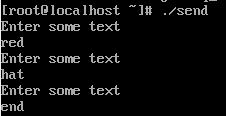 [root@localhost ~]# ./send
Enter some text
red
Enter some text
hat
Enter some text
end